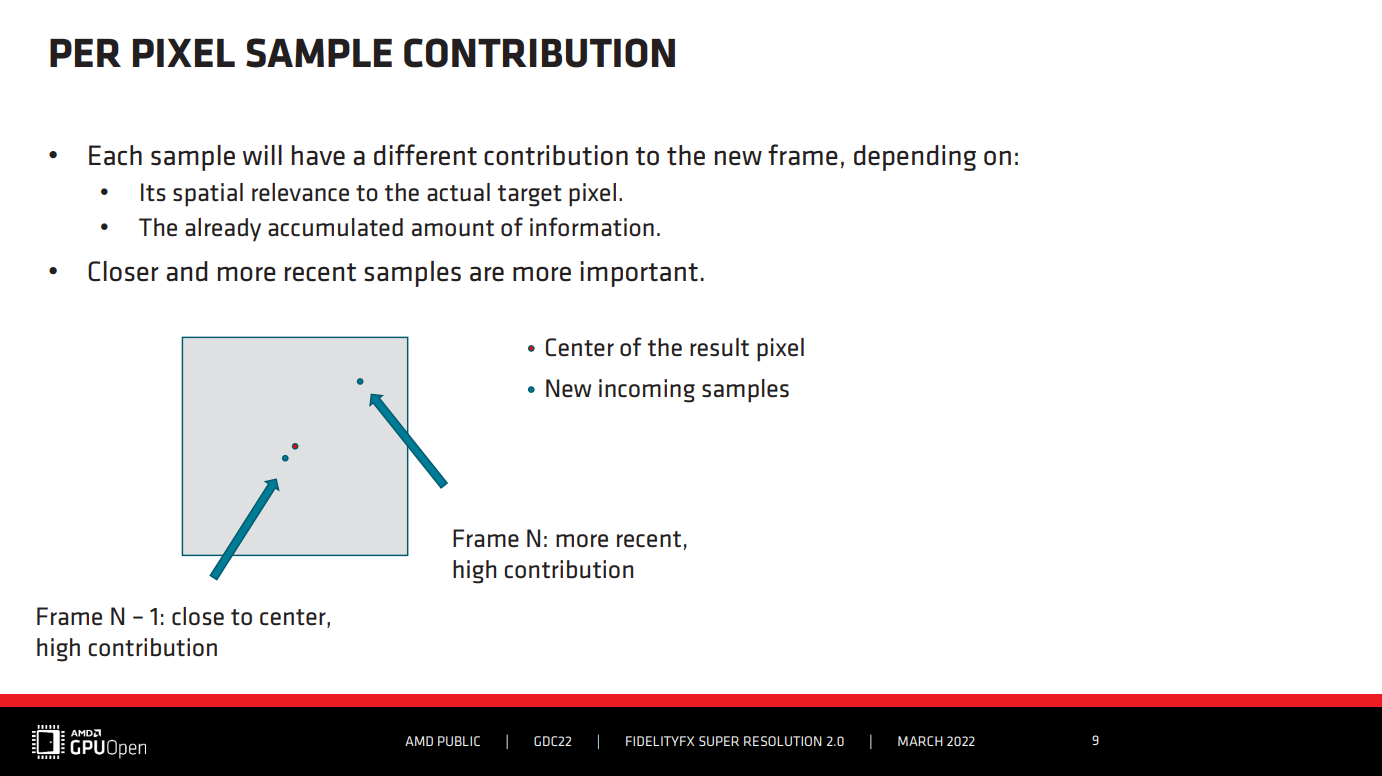 PER PIXEL SAMPLE CONTRIBUTION
• Each sample will have a different contribution to the new frame, depending on:
• Its spatial relevance to the actual target pixel.
• The already accumulated amount of information.
• Closer and more recent samples are more important.
Center of the result pixel
New incoming samples
Frame N: more recent,
high contribution
Frame N – 1: close to center,
high contribution
AMD
GPUOpen
AMD PUBLIC | GDC22 | FIDELITYFX SUPER RESOLUTION 2.0 | MARCH 2022
9